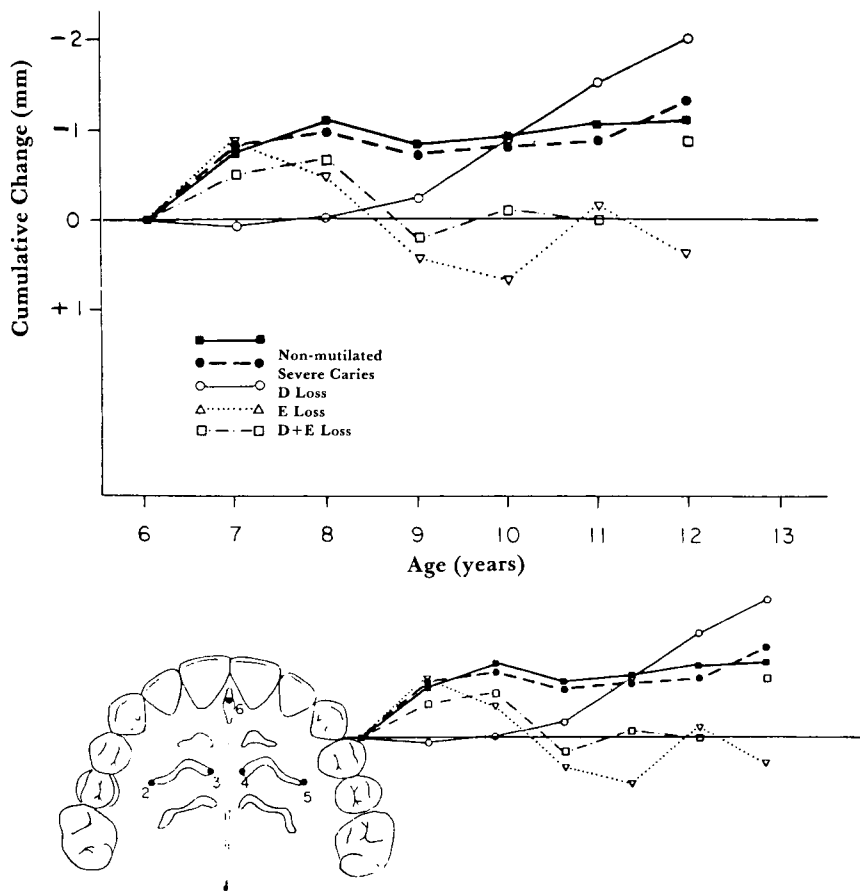 Cumulative Change (mm)
−2
−1
0
+1
Non-mutilated
Severe Caries
D Loss
E Loss
D+E Loss
6 7 8 9 10 11 12 13
Age (years)
6
2 3 4 5